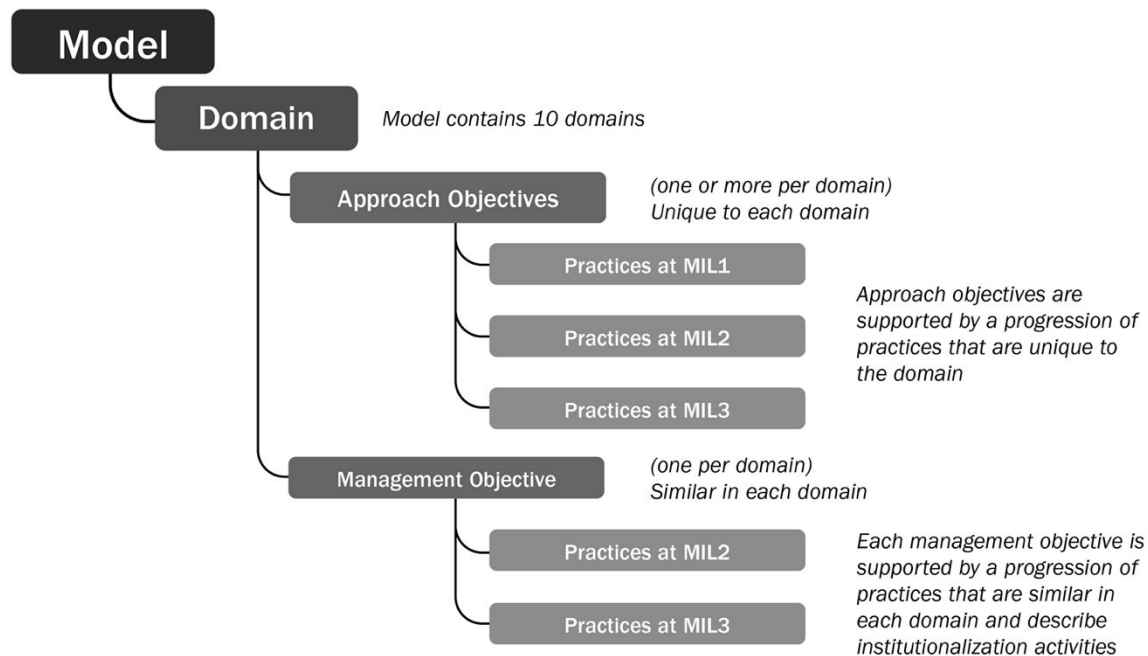 Model
Domain
Model contains 10 domains
Approach Objectives
(one or more per domain)
Unique to each domain
Practices at MIL1
Practices at MIL2
Practices at MIL3
Approach objectives are
supported by a progression of
practices that are unique to
the domain
Management Objective
(one per domain)
Similar in each domain
Practices at MIL2
Practices at MIL3
Each management objective is
supported by a progression of
practices that are similar in
each domain and describe
institutionalization activities